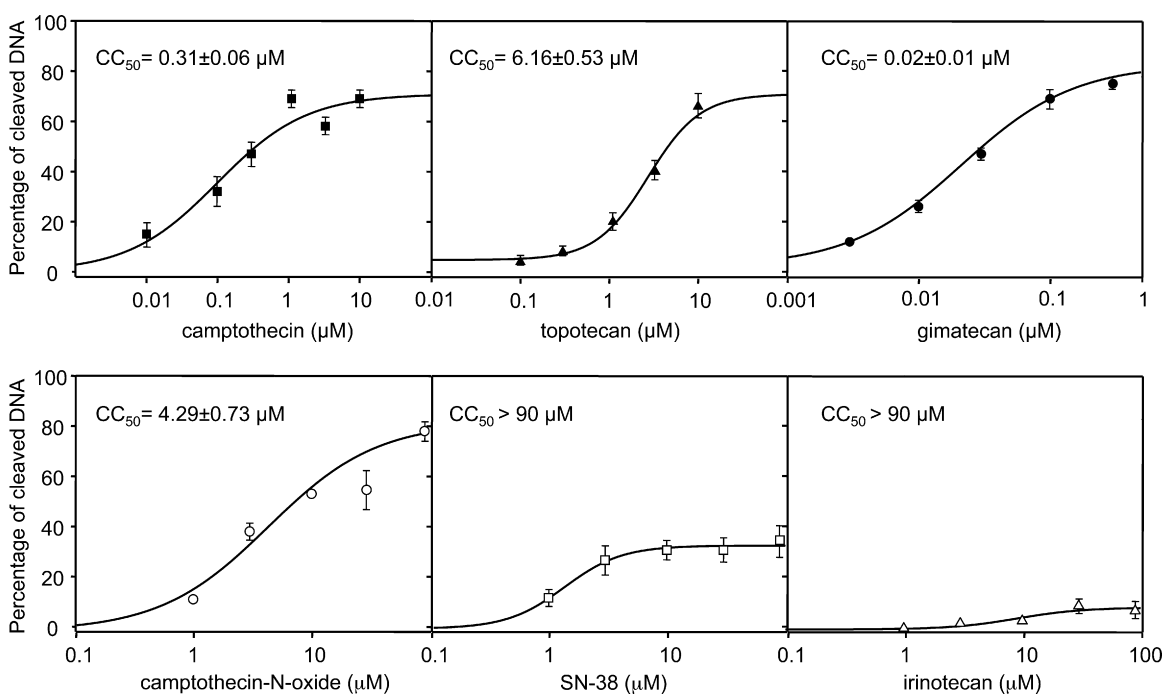 Percentage of cleaved DNA
100
80
60
40
20
0
CC50= 0.31±0.06 µM
CC50= 6.16±0.53 µM
CC50= 0.02±0.01 µM
0.01 0.1 1 10 0.01 0.1 1 10 0.001 0.01 0.1 1
camptothecin (µM) topotecan (µM) gimatecan (µM)
Percentage of cleaved DNA
100
80
60
40
20
0
CC50= 4.29±0.73 µM
CC50 > 90 µM
CC50 > 90 µM
0.1 1 10 0.1 1 10 0.1 1 10 100
camptothecin-N-oxide (µM) SN-38 (µM) irinotecan (µM)